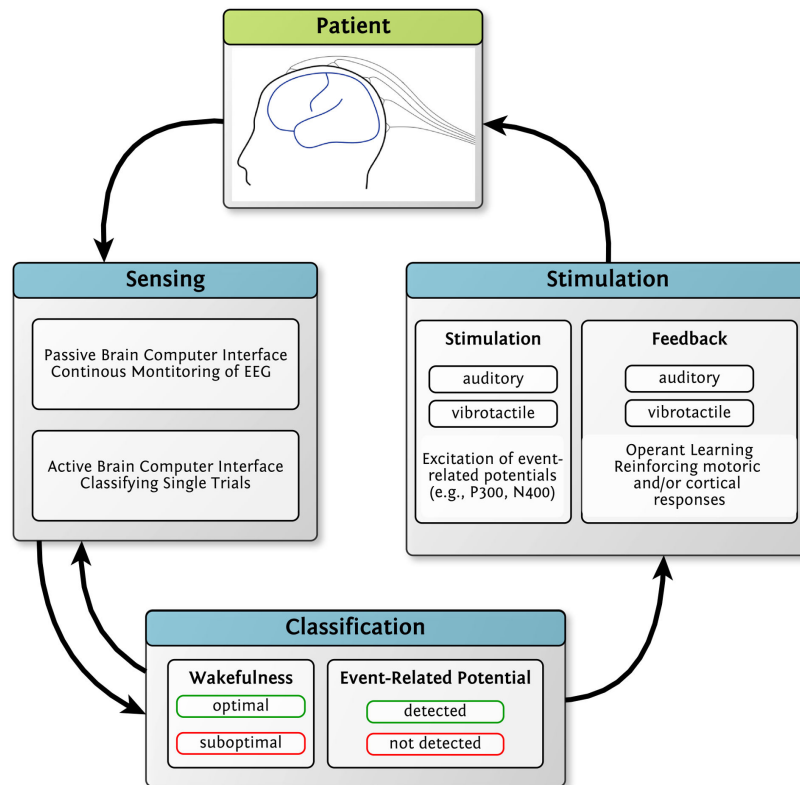 Patient
Sensing
Passive Brain Computer Interface
Continous Montitoring of EEG
Active Brain Computer Interface
Classifying Single Trials
Stimulation
Stimulation
auditory
vibrotactile
Excitation of event-
related potentials
(e.g., P300, N400)
Feedback
auditory
vibrotactile
Operant Learning
Reinforcing motoric
and/or cortical
responses
Classification
Wakefulness
optimal
suboptimal
Event-Related Potential
detected
not detected